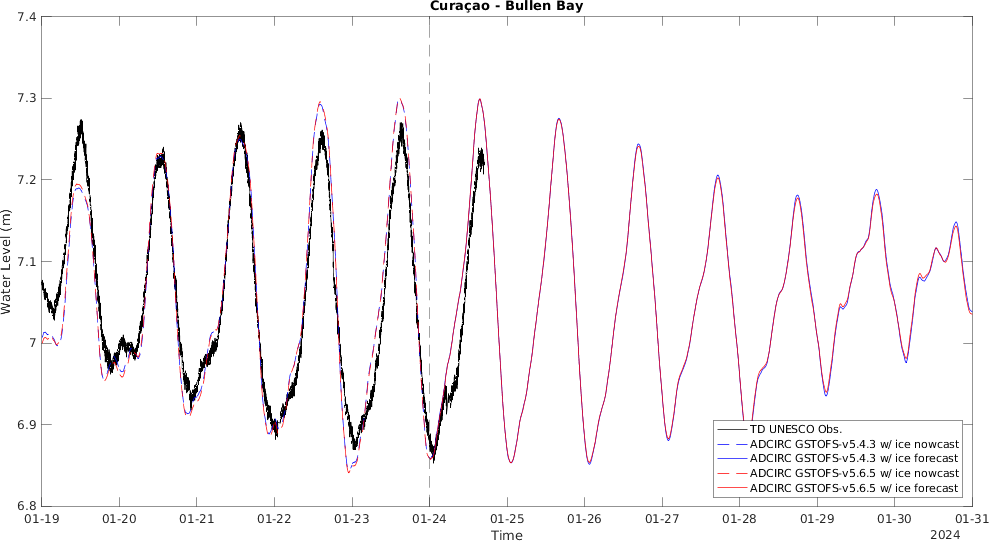 Curaçao - Bullen Bay
7.4
7.3
7.2
7.1
7
6.9
6.8
Water Level (m)
TD UNESCO Obs.
ADCIRC GSTOFS-v5.4.3 w/ ice nowcast
ADCIRC GSTOFS-v5.4.3 w/ ice forecast
ADCIRC GSTOFS-v5.6.5 w/ ice nowcast
ADCIRC GSTOFS-v5.6.5 w/ ice forecast
01-19 01-20 01-21 01-22 01-23 01-24 01-25 01-26 01-27 01-28 01-29 01-30 01-31
Time
2024